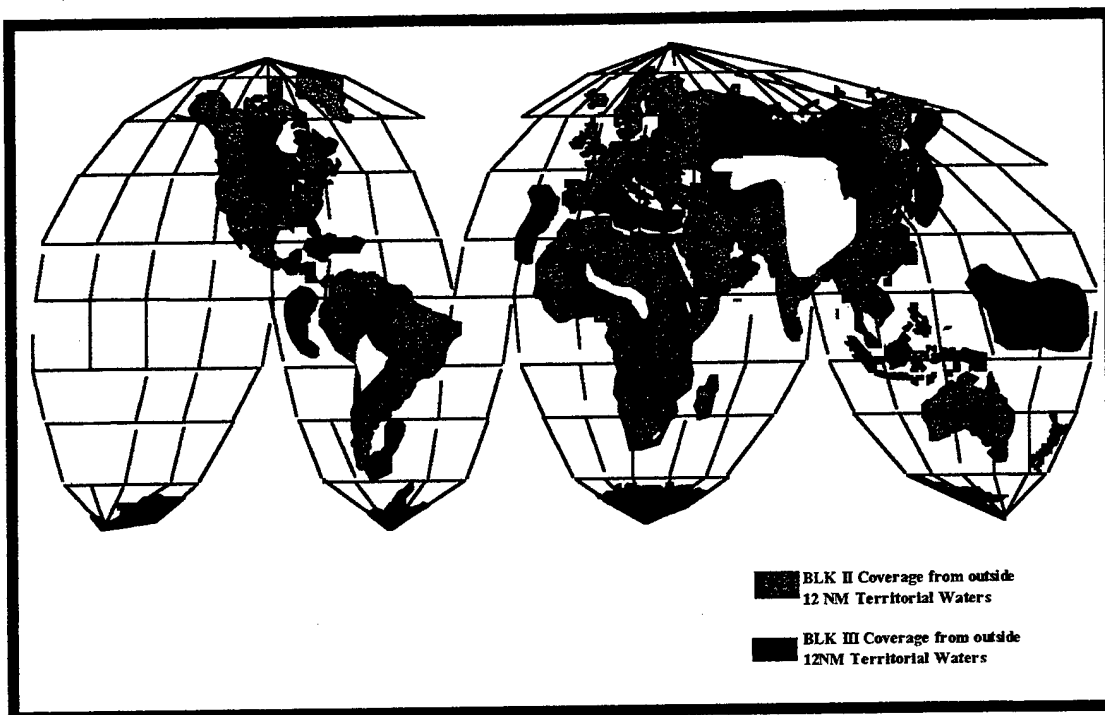 BLK II Coverage from outside
12 NM Territorial Waters
BLK III Coverage from outside
12NM Territorial Waters